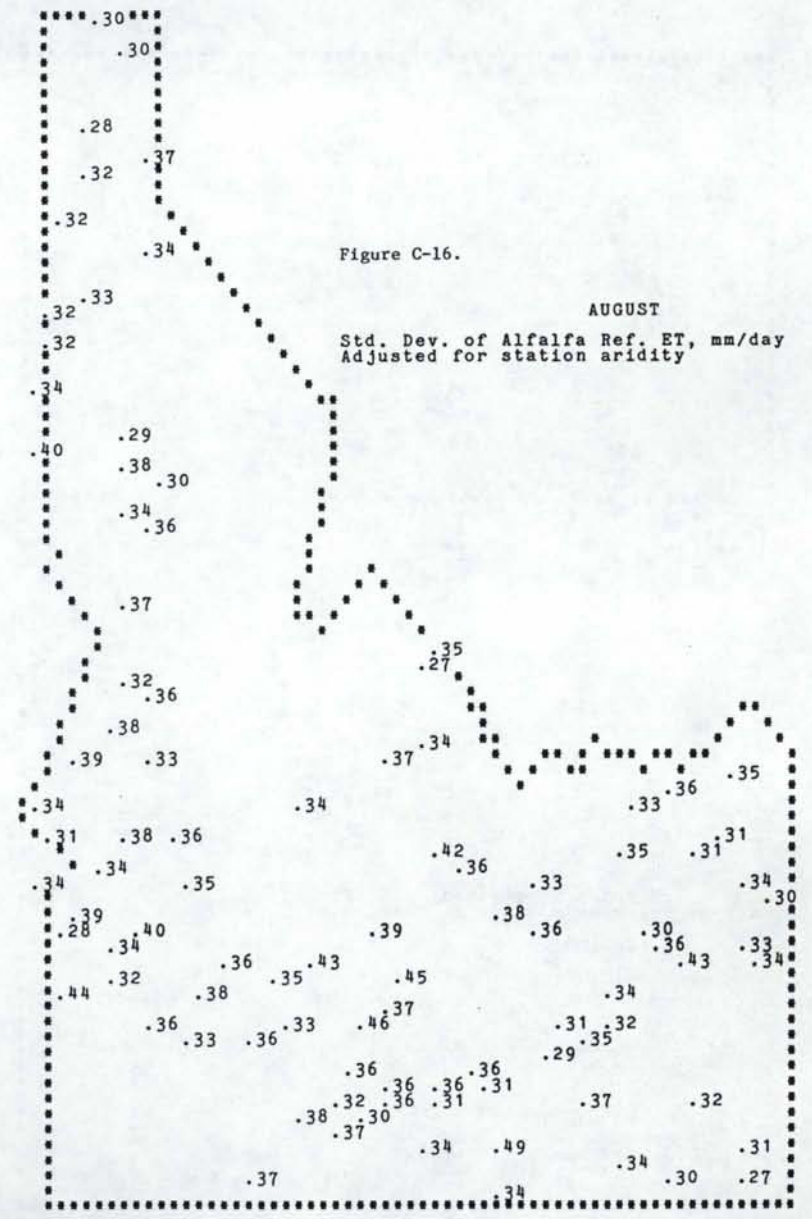 .30
.30
.28
.37
.32
.32
.34
Figure C-16.
.33
.32
AUGUST
.32
Std. Dev. of Alfalfa Ref. ET, mm/day
Adjusted for station aridity
.34
.29
.40
.38
.30
.34
.36
.37
.35
.27
.32
.36
.38
.34
.39 .33 .37
.35
.36
.34 .34 .33
.31 .38 .36 .31
.42 .35 .31
.34 .36
.34 .35 .33 .34
.30
.39 .38
.28 .40 .39 .36 .30
.34 .36 .33
.36 .43 .43 .34
.32 .35 .45
.44 .38 .34
.37
.36 .33 .46 .31 .32
.33 .36 .35
.29
.36 .36
.36 .36 .31
.32 .36 .31 .37 .32
.38 .30
.37
.34 .49 .31
.34
.37 .30 .27
.34